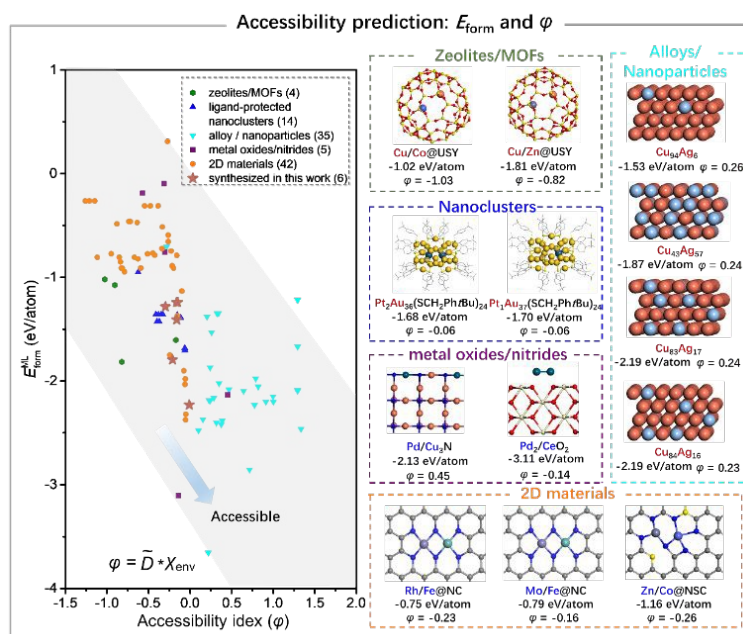 Accessibility prediction: E_form and φ
zeolites/MOFs (4)
ligand-protected
nanoclusters (14)
alloy / nanoparticles (35)
metal oxides/nitrides (5)
2D materials (42)
synthesized in this work (6)
1
0
-1
-2
-3
-4
E^ML_form (eV/atom)
Accessible
φ = D̃ * χ_env
-1.5 -1.0 -0.5 0.0 0.5 1.0 1.5 2.0
Accessibility idex (φ)
Zeolites/MOFs
Cu/Co@USY
-1.02 eV/atom
φ = -1.03
Cu/Zn@USY
-1.81 eV/atom
φ = -0.82
Nanoclusters
Pt₂Au₃₆(SCH₂PhtBu)₂₄
-1.68 eV/atom
φ = -0.06
Pt₁Au₃₇(SCH₂PhtBu)₂₄
-1.70 eV/atom
φ = -0.06
metal oxides/nitrides
Pd/Cu₃N
-2.13 eV/atom
φ = 0.45
Pd₂/CeO₂
-3.11 eV/atom
φ = -0.14
Alloys/
Nanoparticles
Cu₉₄Ag₆
-1.53 eV/atom φ = 0.26
Cu₄₃Ag₅₇
-1.87 eV/atom φ = 0.24
Cu₈₃Ag₁₇
-2.19 eV/atom φ = 0.24
Cu₈₄Ag₁₆
-2.19 eV/atom φ = 0.23
2D materials
Rh/Fe@NC
-0.75 eV/atom
φ = -0.23
Mo/Fe@NC
-0.79 eV/atom
φ = -0.16
Zn/Co@NSC
-1.16 eV/atom
φ = -0.26